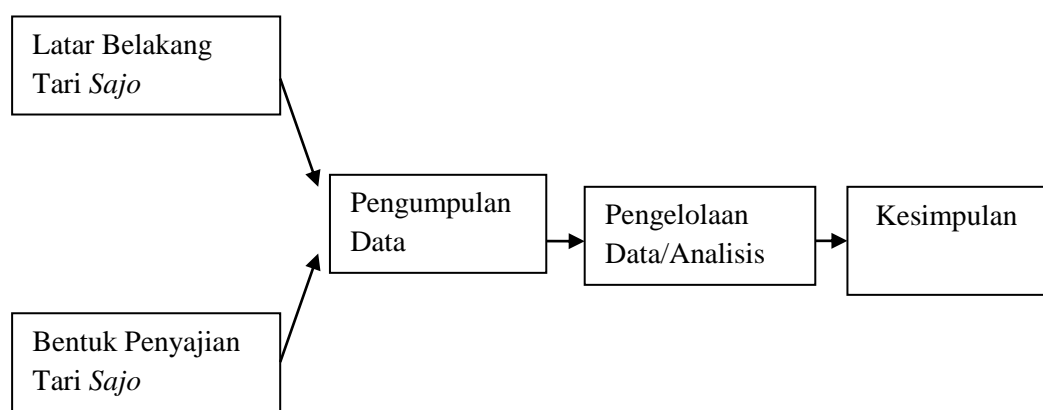 Latar Belakang
Tari Sajo
Pengumpulan
Data
Pengelolaan
Data/Analisis
Kesimpulan
Bentuk Penyajian
Tari Sajo